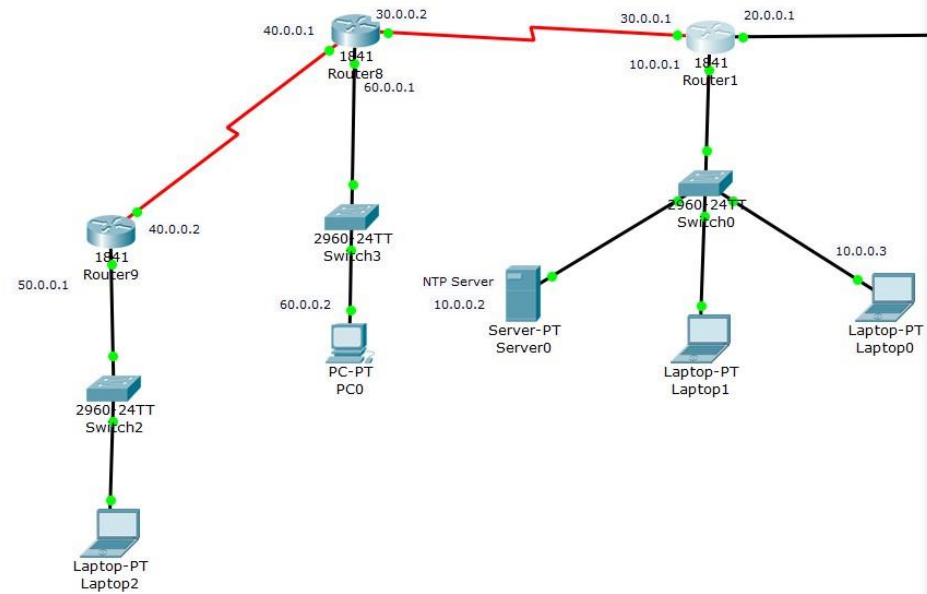 30.0.0.2
40.0.0.1
1841
Router8
60.0.0.1
30.0.0.1
20.0.0.1
10.0.0.1
1841
Router1
2960-24TT
Switch0
40.0.0.2
1841
Router9
50.0.0.1
2960-24TT
Switch3
60.0.0.2
PC-PT
PC0
NTP Server
10.0.0.2
Server-PT
Server0
Laptop-PT
Laptop1
10.0.0.3
Laptop-PT
Laptop0
2960-24TT
Switch2
Laptop-PT
Laptop2